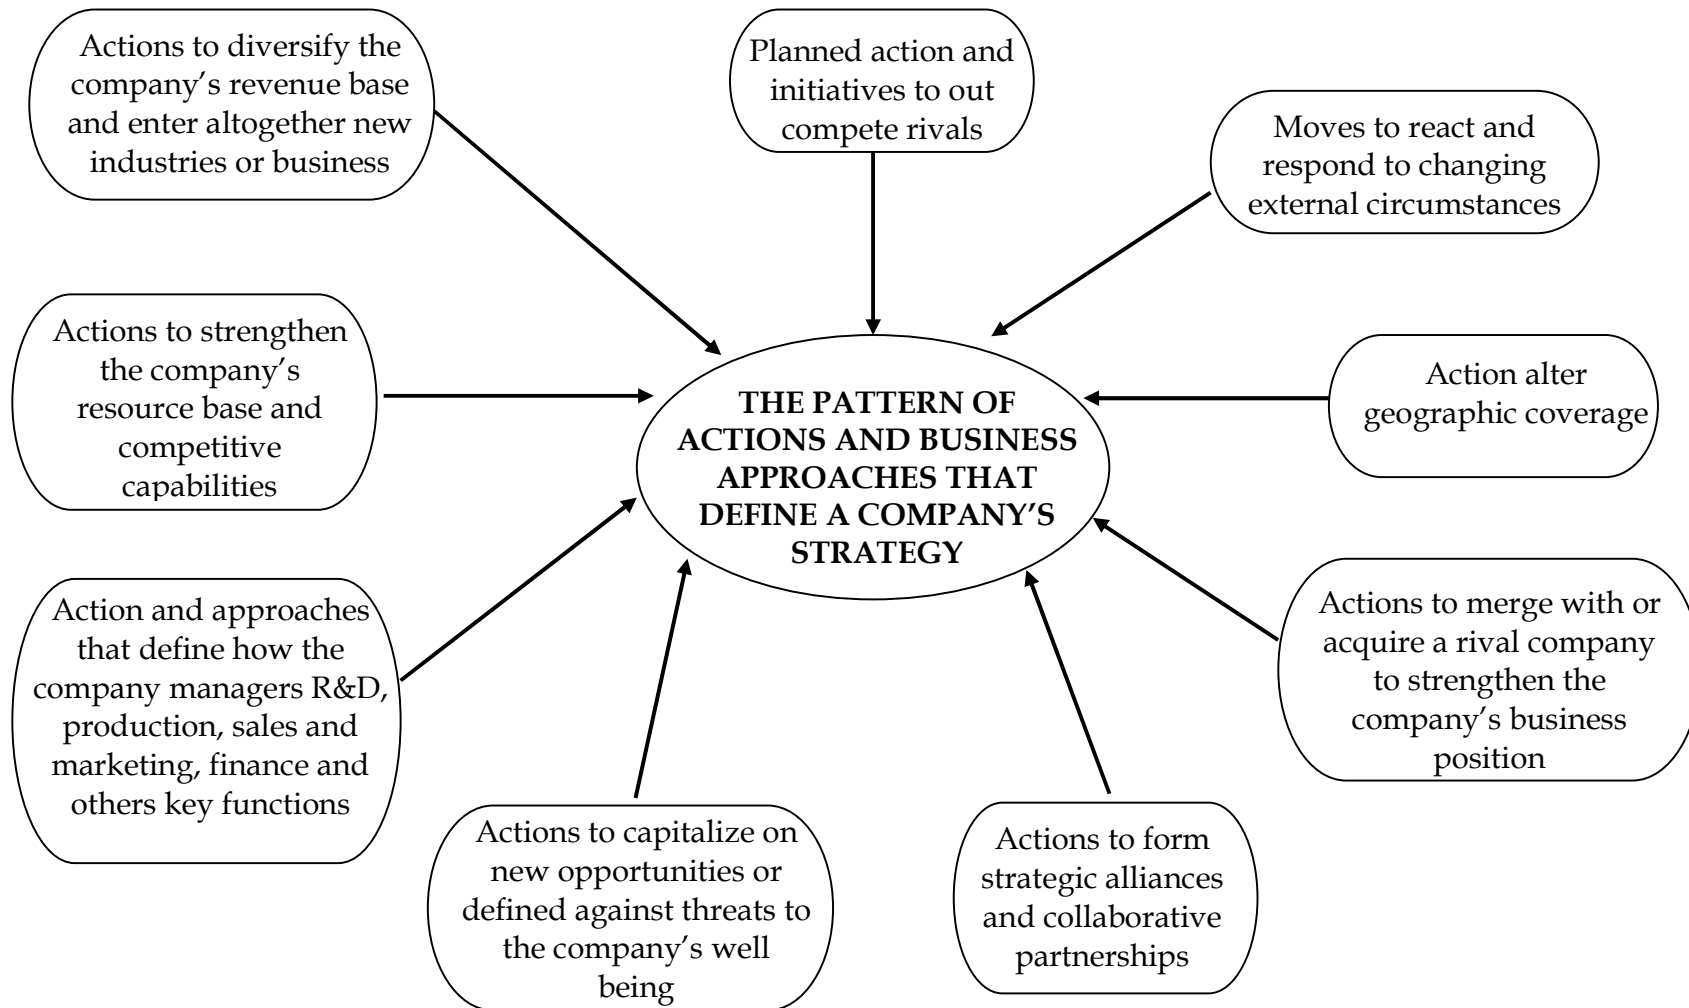 Actions to diversify the
company’s revenue base
and enter altogether new
industries or business
Planned action and
initiatives to out
compete rivals
Moves to react and
respond to changing
external circumstances
Actions to strengthen
the company’s
resource base and
competitive
capabilities
THE PATTERN OF
ACTIONS AND BUSINESS
APPROACHES THAT
DEFINE A COMPANY’S
STRATEGY
Action alter
geographic coverage
Action and approaches
that define how the
company managers R&D,
production, sales and
marketing, finance and
others key functions
Actions to capitalize on
new opportunities or
defined against threats to
the company’s well
being
Actions to form
strategic alliances
and collaborative
partnerships
Actions to merge with or
acquire a rival company
to strengthen the
company’s business
position